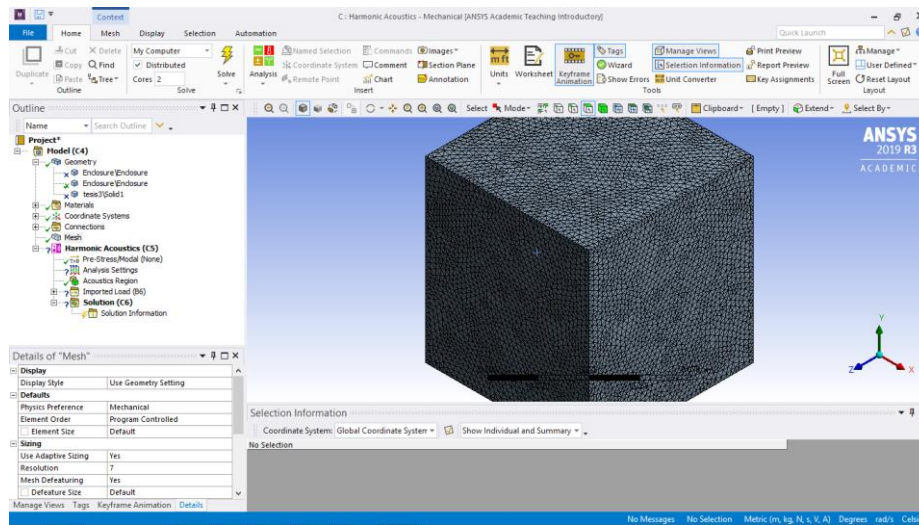 Context
C : Harmonic Acoustics - Mechanical [ANSYS Academic Teaching Introductory]
File Home Mesh Display Selection Automation Quick Launch
Duplicate Cut Copy Paste Delete Find Tree
Outline
My Computer
Distributed
Cores 2
Solve
Solve
Analysis
Named Selection Coordinate System Remote Point
Commands Comment Chart
Images Section Plane Annotation
Insert
Units Worksheet Keyframe Animation
Tags Wizard Show Errors
Manage Views Selection Information Unit Converter
Print Preview Report Preview Key Assignments
Tools
Full Screen
Manage User Defined Reset Layout
Layout
Outline
Name Search Outline
Select Mode Clipboard [ Empty ] Extend Select By
Project*
Model (C4)
Geometry
Enclosure\Enclosure
Enclosure\Enclosure
tesis3\Solid1
Materials
Coordinate Systems
Connections
Mesh
Harmonic Acoustics (C5)
Pre-Stress/Modal (None)
Analysis Settings
Acoustics Region
Imported Load (B6)
Solution (C6)
Solution Information
ANSYS
2019 R3
ACADEMIC
Y
Z X
Details of "Mesh"
Display
Display Style Use Geometry Setting
Defaults
Physics Preference Mechanical
Element Order Program Controlled
Element Size Default
Sizing
Use Adaptive Sizing Yes
Resolution 7
Mesh Defeaturing Yes
Defeature Size Default
Manage Views Tags Keyframe Animation Details
Selection Information
Coordinate System: Global Coordinate System Show Individual and Summary
No Selection
No Messages No Selection Metric (m, kg, N, s, V, A) Degrees rad/s Cels